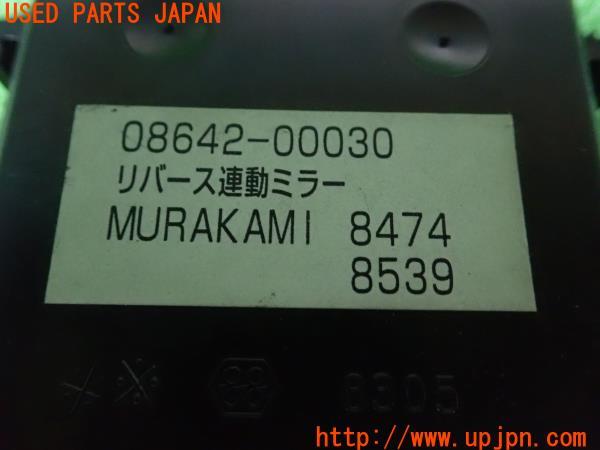 USED PARTS JAPAN
08642-00030
リバース連動ミラー
MURAKAMI 8474
8539
8305
http://www.upjpn.com